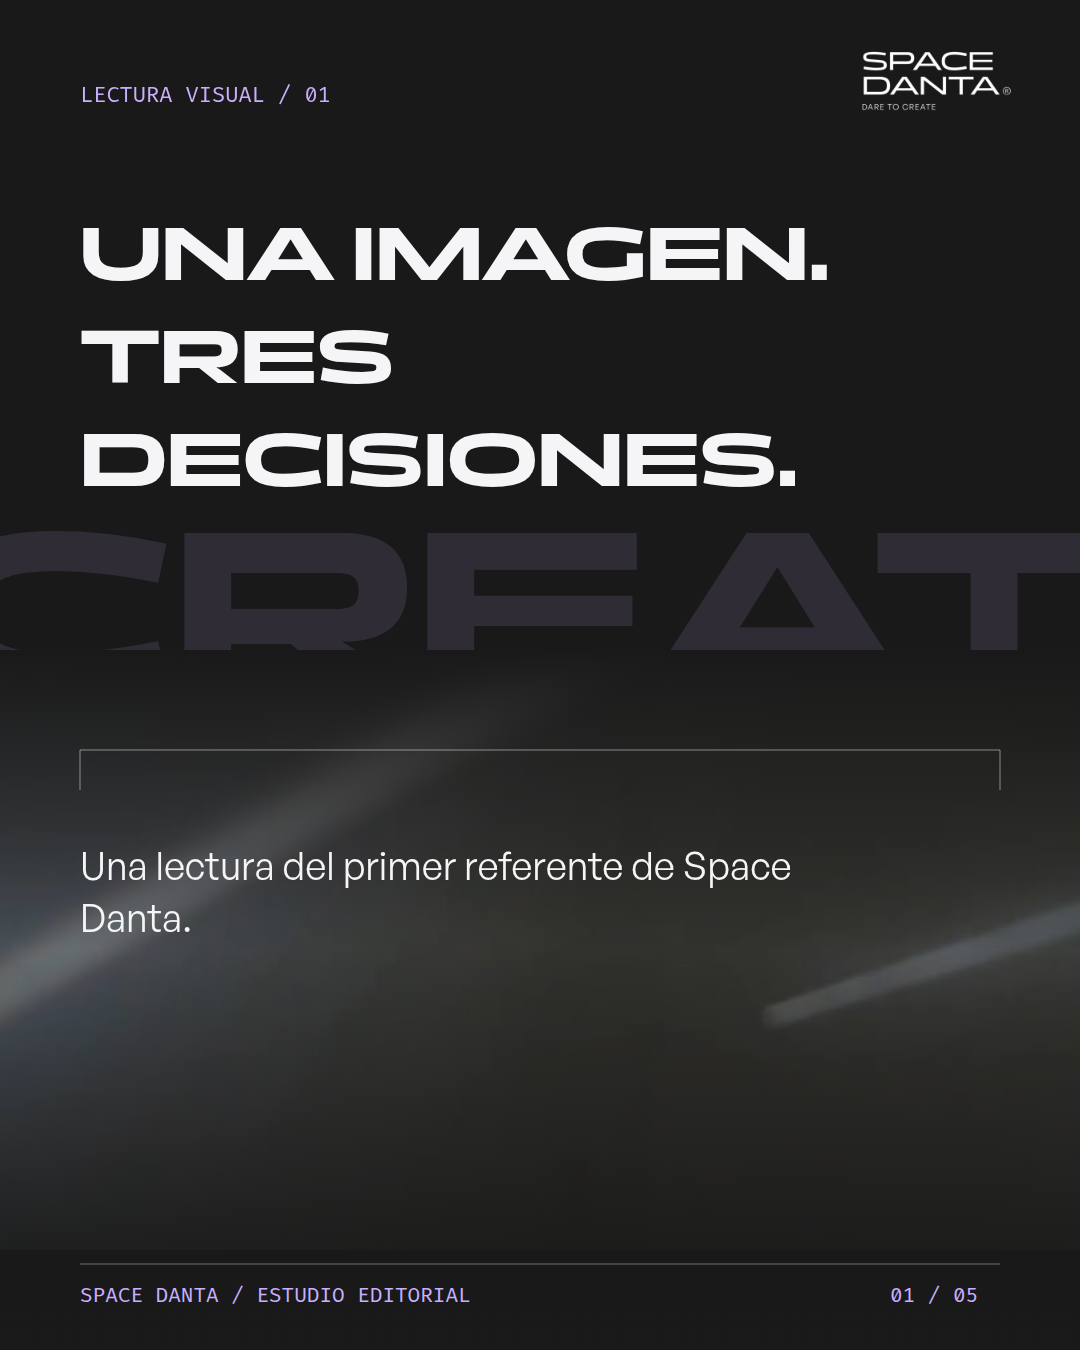 LECTURA VISUAL / 01
SPACE
DANTA®
DARE TO CREATE
UNA IMAGEN.
TRES
DECISIONES.
CREAT
Una lectura del primer referente de Space
Danta.
SPACE DANTA / ESTUDIO EDITORIAL
01 / 05